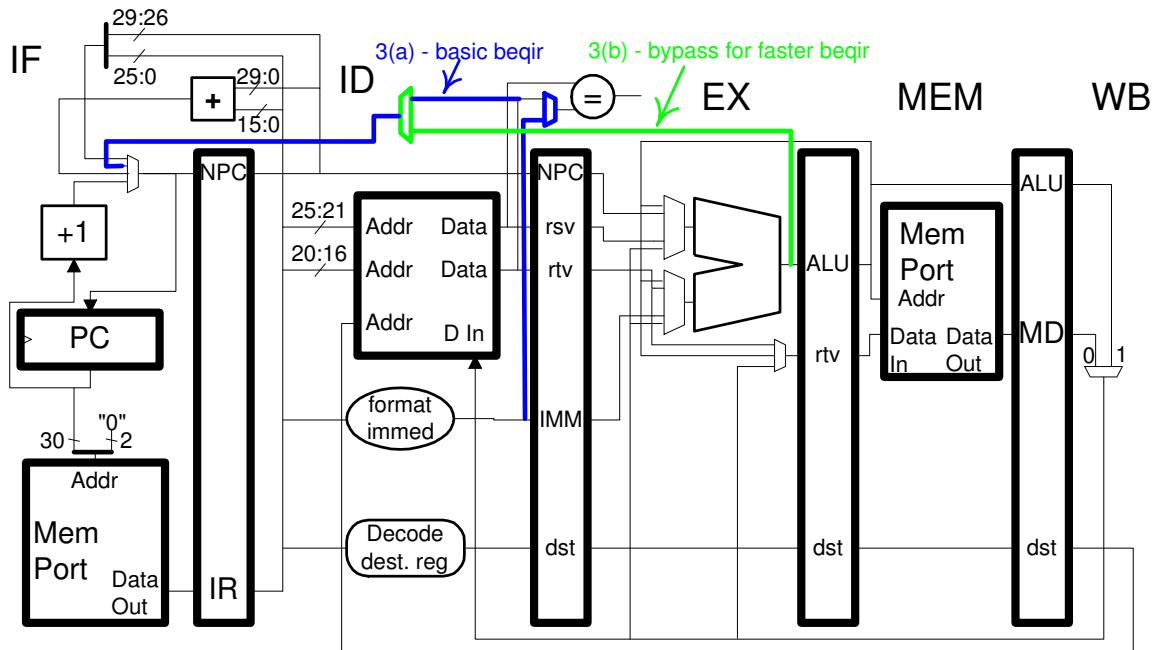 29:26
3(a) - basic beqir
3(b) - bypass for faster beqir
IF
25:0
29:0
ID
EX
MEM
WB
+
=
15:0
NPC
NPC
ALU
+1
25:21
Addr
Data
rsv
Mem
Port
20:16
Addr
Data
rtv
ALU
Addr
PC
Addr
D In
rtv
Data
In
Data
Out
MD
0
1
format
immed
IMM
"0"
30
2
Addr
Mem
Port
Decode
dest. reg
dst
dst
dst
Data
Out
IR